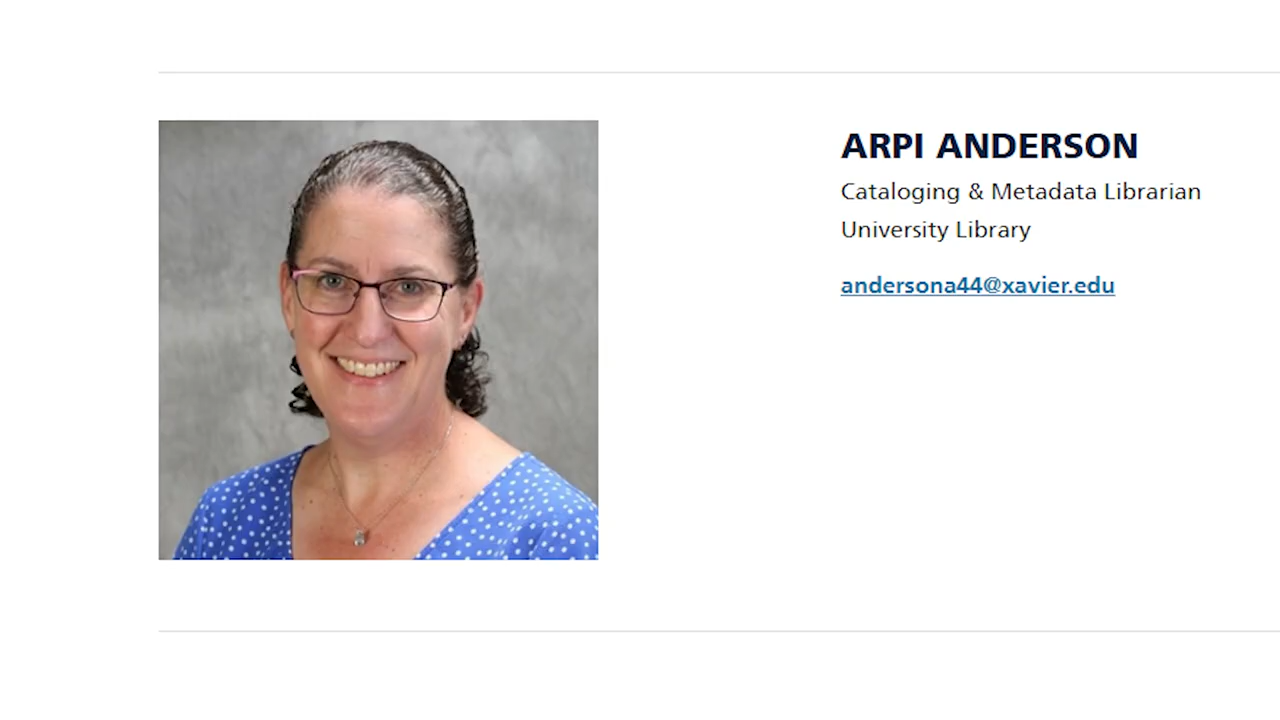 ARPI ANDERSON
Cataloging & Metadata Librarian
University Library
andersona44@xavier.edu